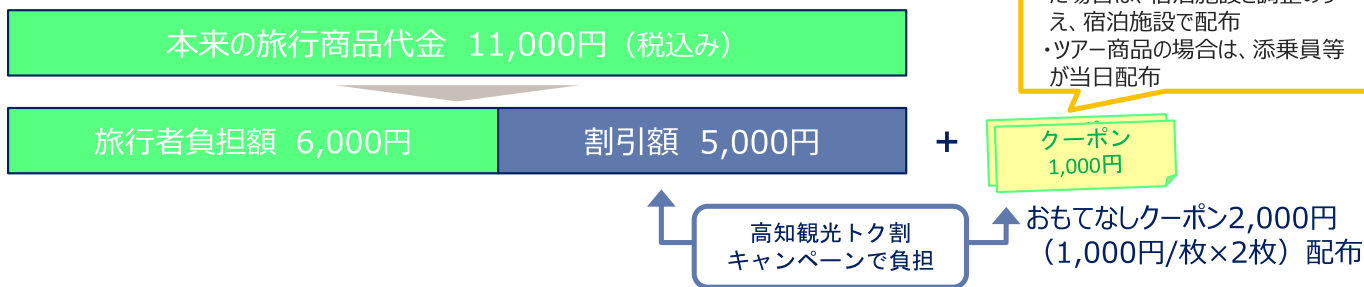 え、宿泊施設で配布
・ツアー商品の場合は、添乗員等
が当日配布
本来の旅行商品代金 11,000円（税込み）
旅行者負担額 6,000円
割引額 5,000円
+
クーポン
1,000円
高知観光トク割
キャンペーンで負担
おもてなしクーポン2,000円
（1,000円/枚×2枚）配布